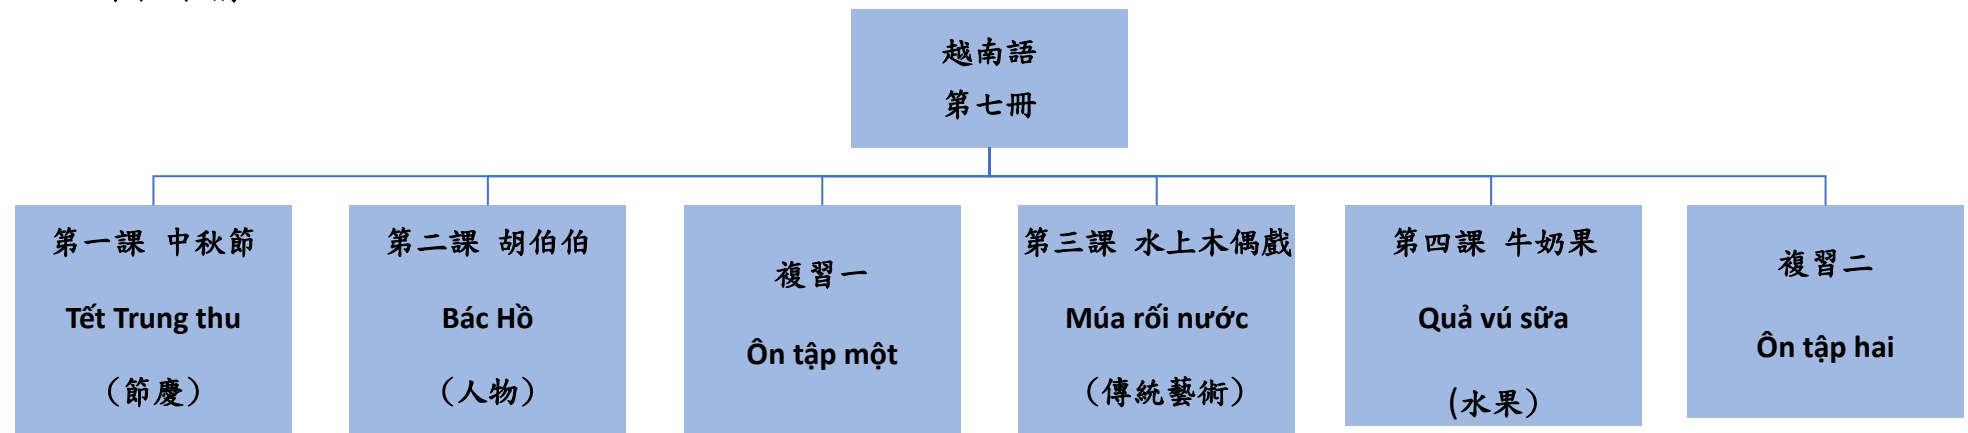 越南語
第七冊
第一課 中秋節
Tết Trung thu
（節慶）
第二課 胡伯伯
Bác Hồ
（人物）
複習一
Ôn tập một
第三課 水上木偶戲
Múa rối nước
（傳統藝術）
第四課 牛奶果
Quả vú sữa
(水果）
複習二
Ôn tập hai